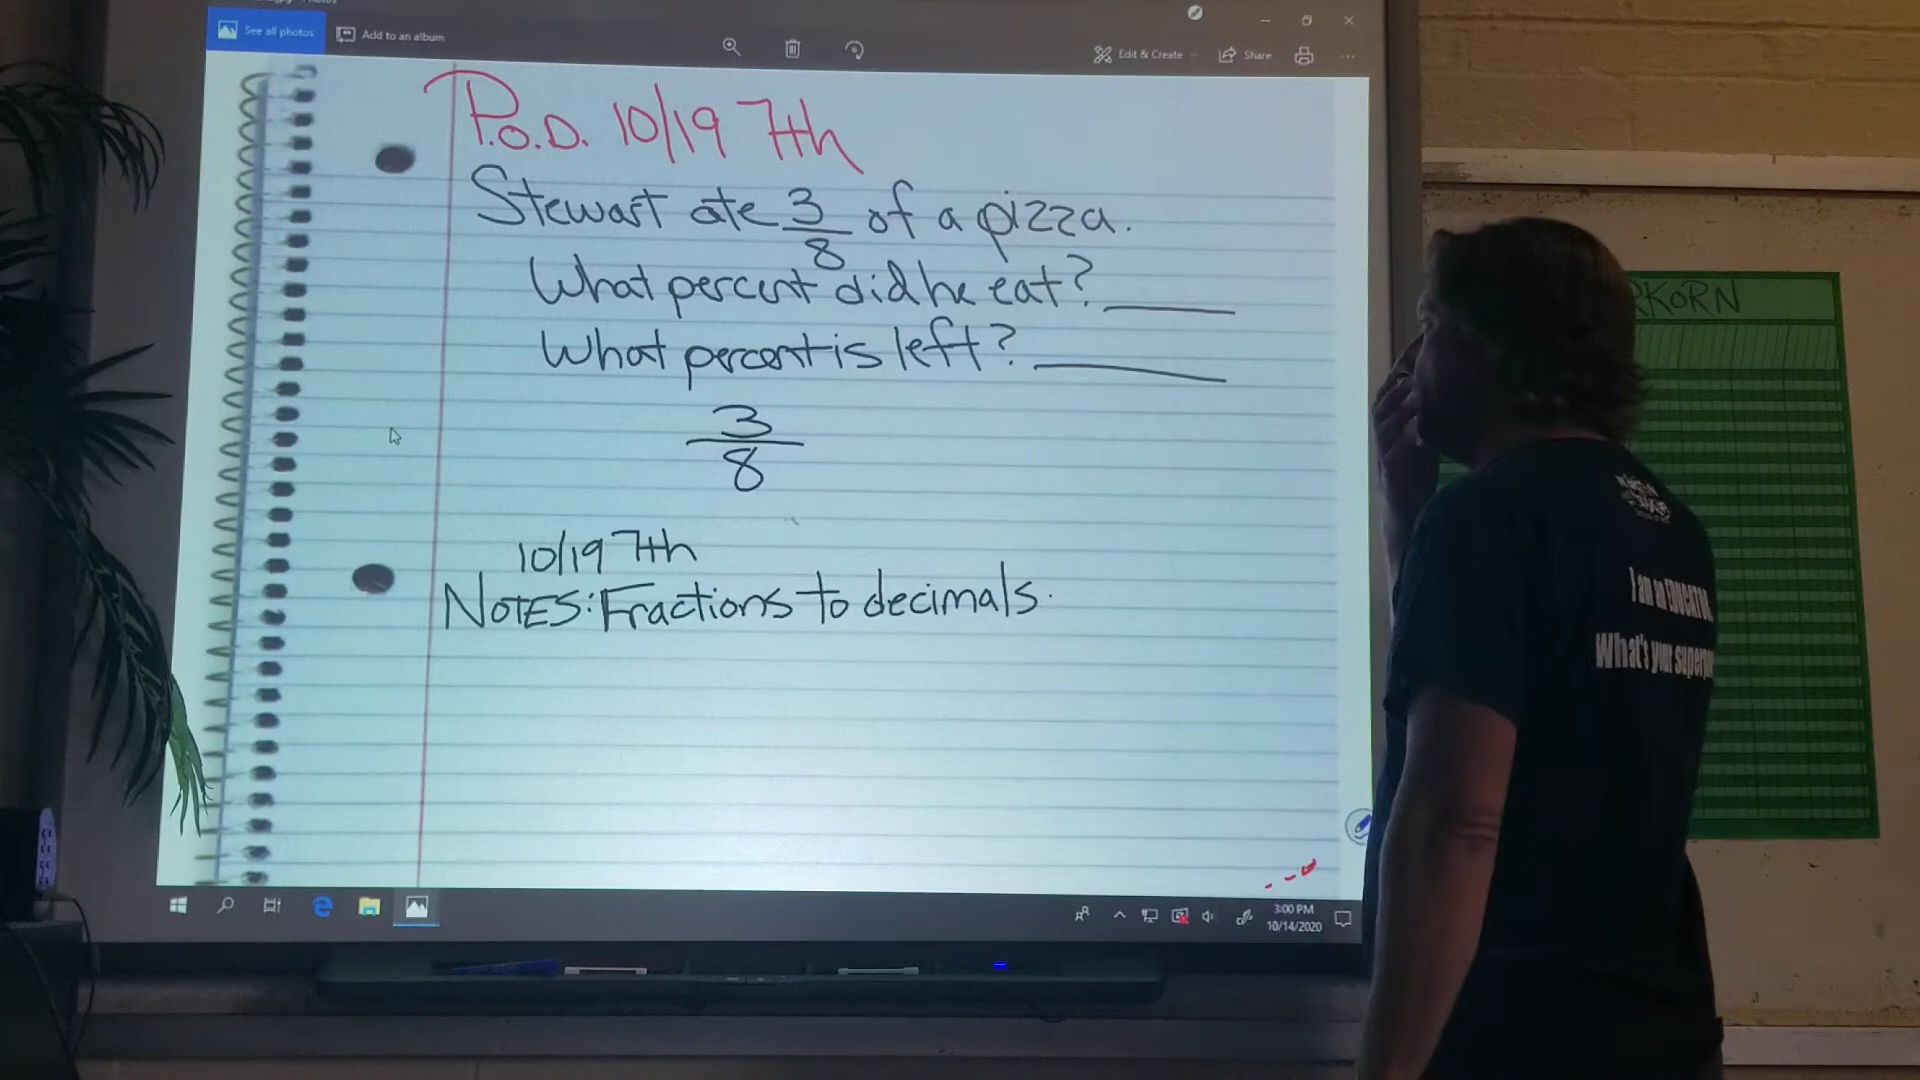 See all photos
Add to an album
Edit & Create
Share
P.O.D. 10/19 7th
Stewart ate 3/8 of a pizza.
What percent did he eat? ____
What percent is left? ____
3
8
10/19 7th
NOTES: Fractions to decimals.
3:00 PM
10/14/2020
I am an EDUCATOR.
What's your